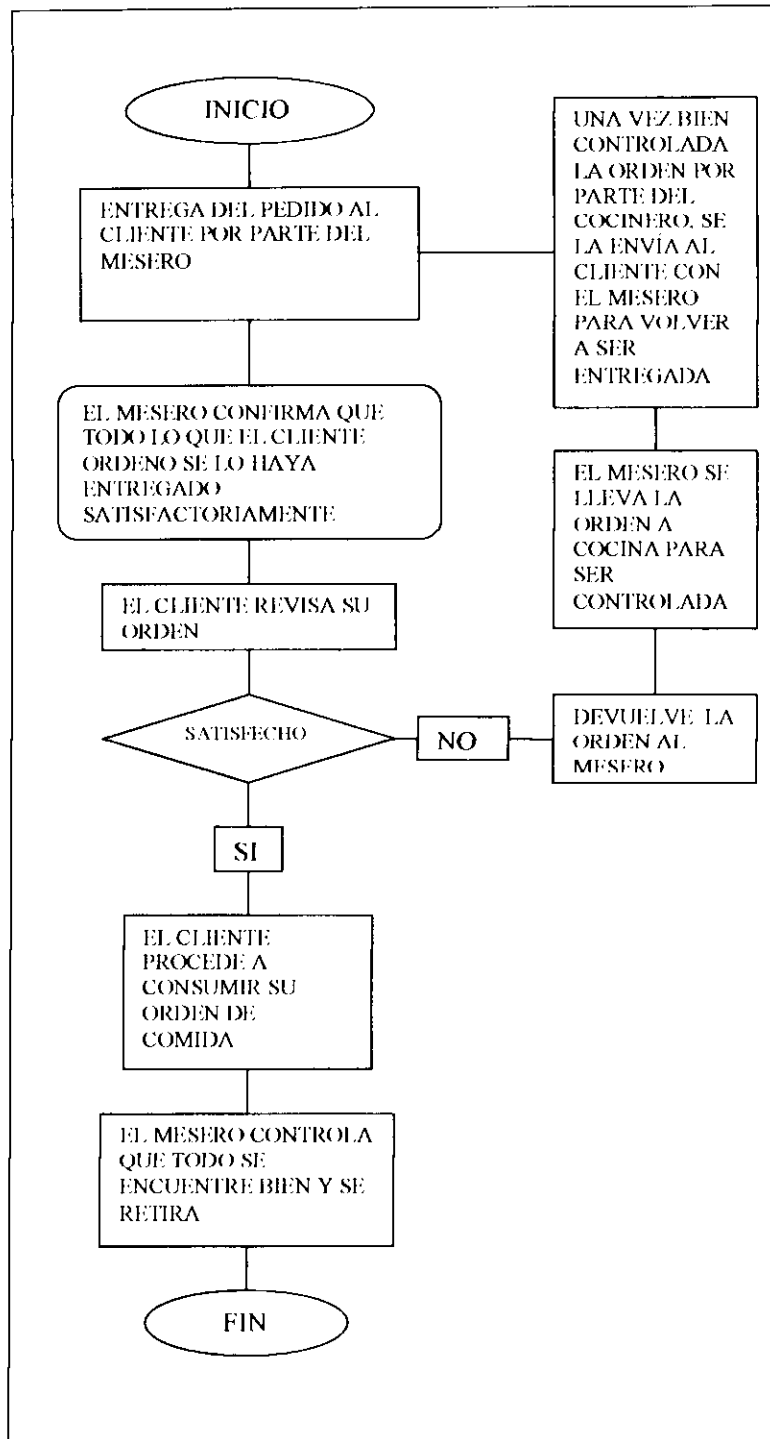 INICIO
ENTREGA DEL PEDIDO AL
CLIENTE POR PARTE DEL
MESERO
EL MESERO CONFIRMA QUE
TODO LO QUE EL CLIENTE
ORDENO SE LO HAYA
ENTREGADO
SATISFACTORIAMENTE
EL CLIENTE REVISA SU
ORDEN
SATISFECHO
NO
DEVUELVE LA
ORDEN AL
MESERO
EL MESERO SE
LLEVA LA
ORDEN A
COCINA PARA
SER
CONTROLADA
UNA VEZ BIEN
CONTROLADA
LA ORDEN POR
PARTE DEL
COCINERO, SE
LA ENVÍA AL
CLIENTE CON
EL MESERO
PARA VOLVER
A SER
ENTREGADA
SI
EL CLIENTE
PROCEDE A
CONSUMIR SU
ORDEN DE
COMIDA
EL MESERO CONTROLA
QUE TODO SE
ENCUENTRE BIEN Y SE
RETIRA
FIN